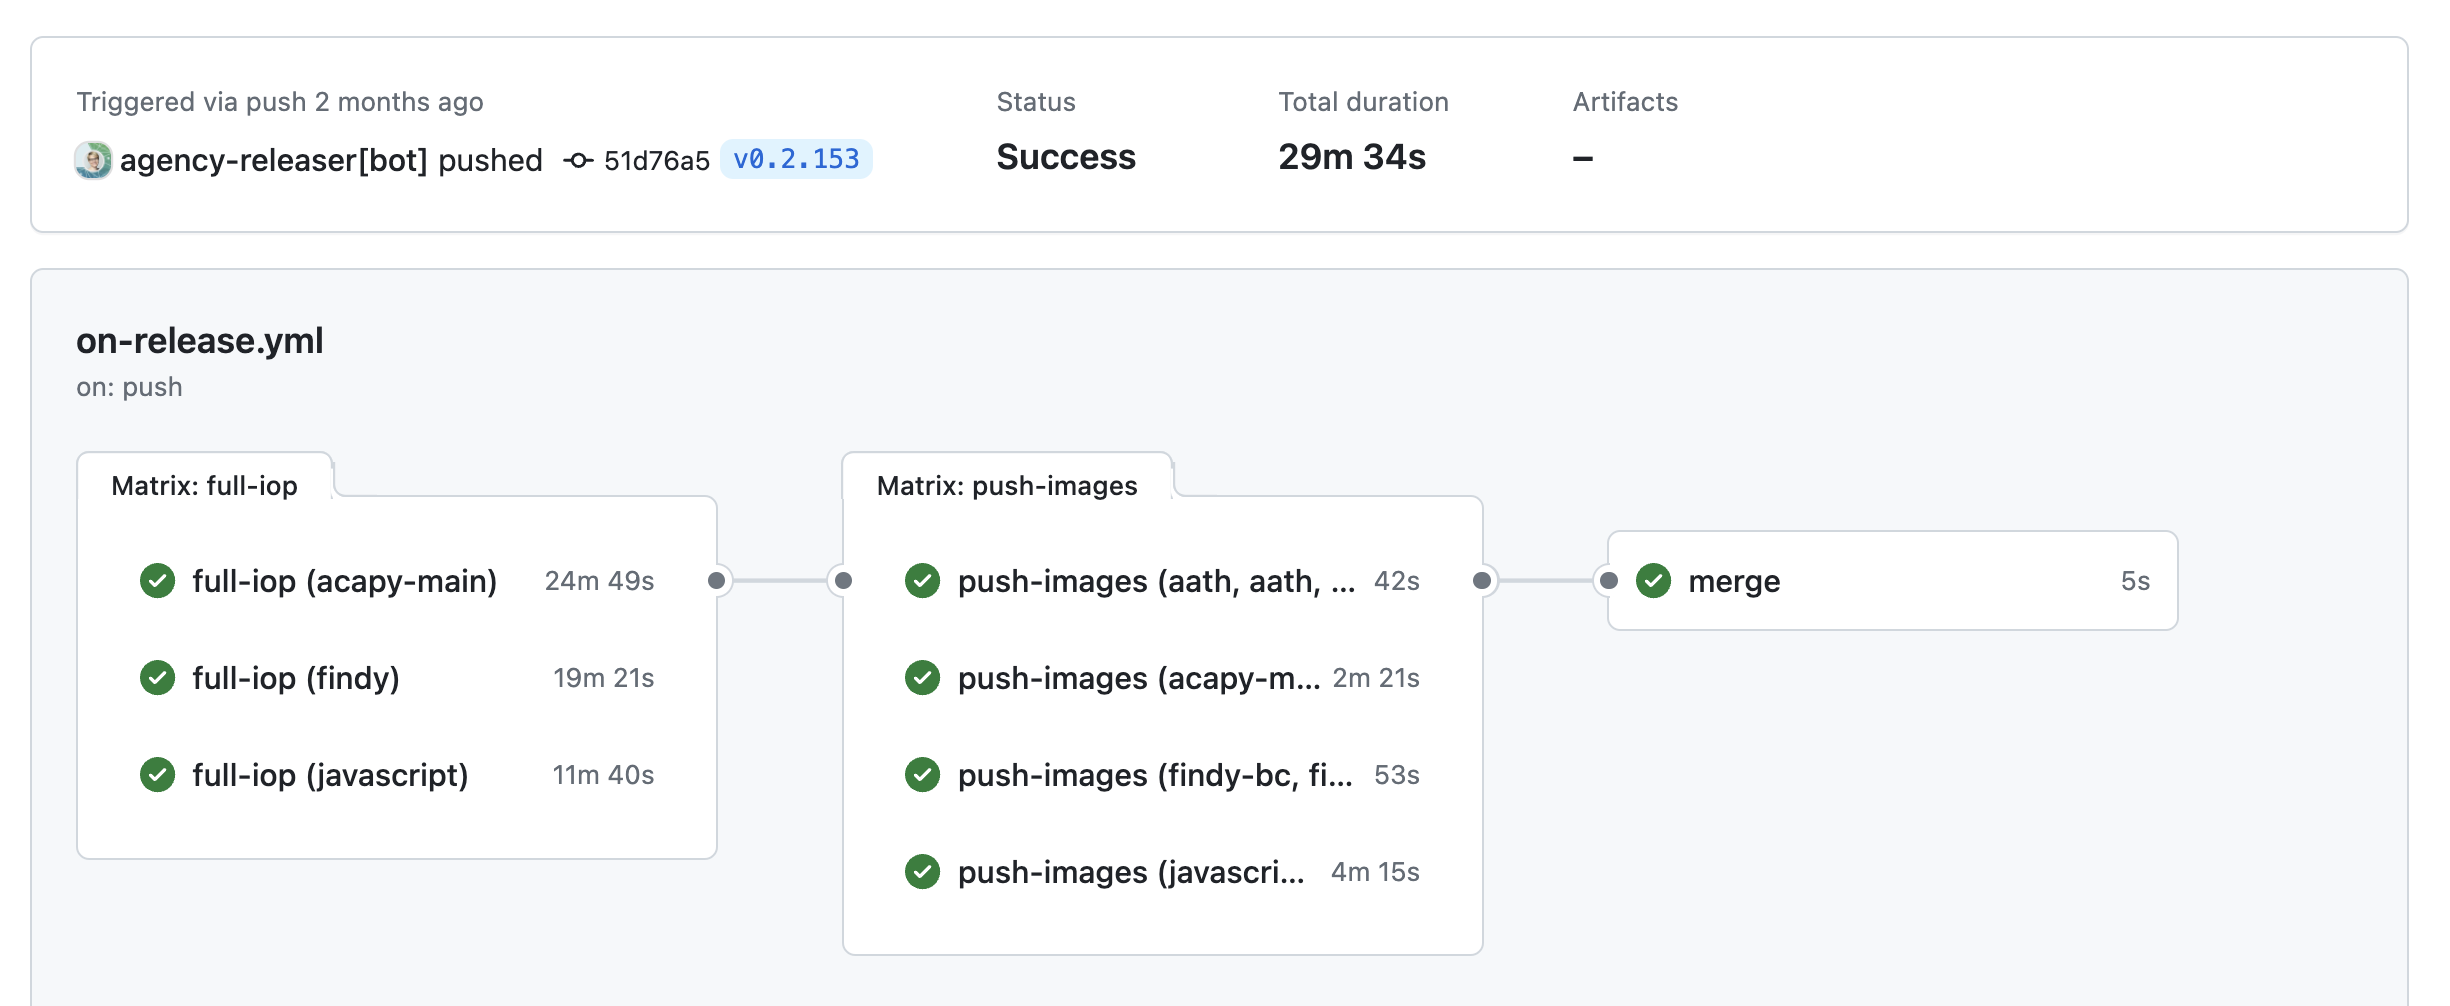 Triggered via push 2 months ago
agency-releaser[bot] pushed 51d76a5 v0.2.153
Status
Success
Total duration
29m 34s
Artifacts
–
on-release.yml
on: push
Matrix: full-iop
full-iop (acapy-main) 24m 49s
full-iop (findy) 19m 21s
full-iop (javascript) 11m 40s
Matrix: push-images
push-images (aath, aath, ... 42s
push-images (acapy-m... 2m 21s
push-images (findy-bc, fi... 53s
push-images (javascri... 4m 15s
merge 5s